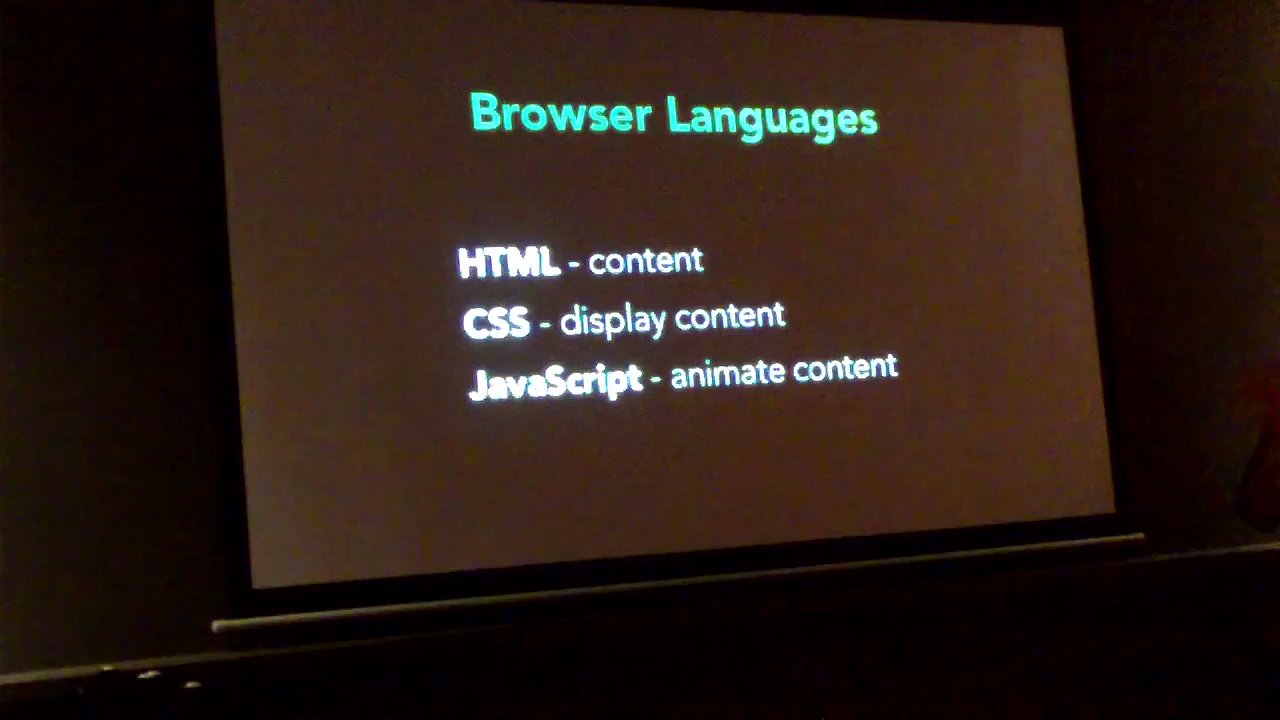 Browser Languages
HTML - content
CSS - display content
JavaScript - animate content